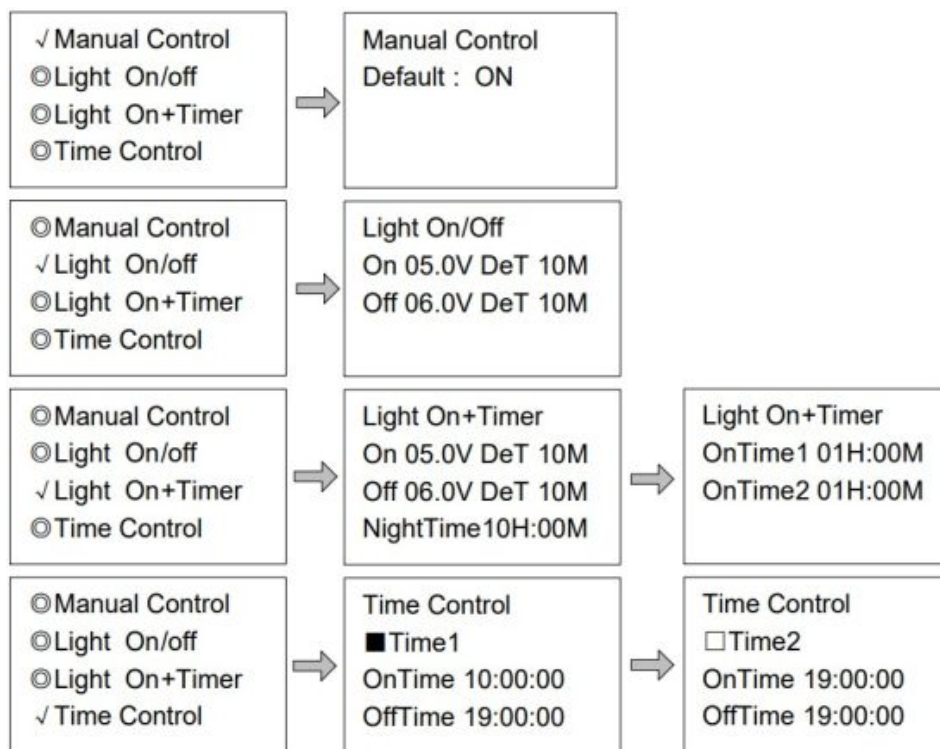 √ Manual Control
◎Light On/off
◎Light On+Timer
◎Time Control
Manual Control
Default : ON
◎Manual Control
√ Light On/off
◎Light On+Timer
◎Time Control
Light On/Off
On 05.0V DeT 10M
Off 06.0V DeT 10M
◎Manual Control
◎Light On/off
√ Light On+Timer
◎Time Control
Light On+Timer
On 05.0V DeT 10M
Off 06.0V DeT 10M
NightTime10H:00M
Light On+Timer
OnTime1 01H:00M
OnTime2 01H:00M
◎Manual Control
◎Light On/off
◎Light On+Timer
√ Time Control
Time Control
■Time1
OnTime 10:00:00
OffTime 19:00:00
Time Control
□Time2
OnTime 19:00:00
OffTime 19:00:00